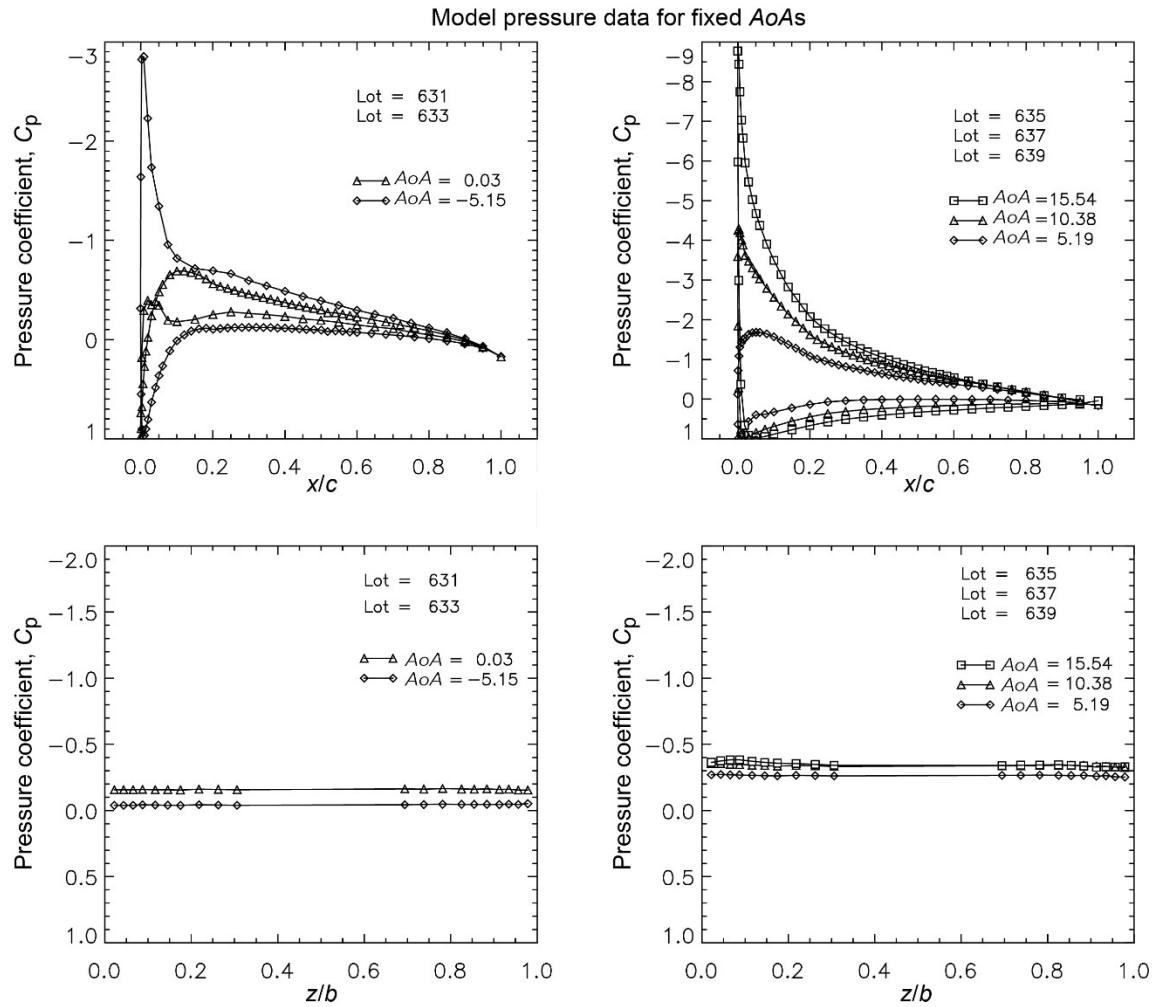 Model pressure data for fixed AoAs
Pressure coefficient, Cp
-3
-2
-1
0
1
Lot = 631
Lot = 633
AoA = 0.03
AoA = -5.15
0.0 0.2 0.4 0.6 0.8 1.0
x/c
Pressure coefficient, Cp
-9
-8
-7
-6
-5
-4
-3
-2
-1
0
1
Lot = 635
Lot = 637
Lot = 639
AoA = 15.54
AoA = 10.38
AoA = 5.19
0.0 0.2 0.4 0.6 0.8 1.0
x/c
Pressure coefficient, Cp
-2.0
-1.5
-1.0
-0.5
0.0
0.5
1.0
Lot = 631
Lot = 633
AoA = 0.03
AoA = -5.15
0.0 0.2 0.4 0.6 0.8 1.0
z/b
Pressure coefficient, Cp
-2.0
-1.5
-1.0
-0.5
0.0
0.5
1.0
Lot = 635
Lot = 637
Lot = 639
AoA = 15.54
AoA = 10.38
AoA = 5.19
0.0 0.2 0.4 0.6 0.8 1.0
z/b